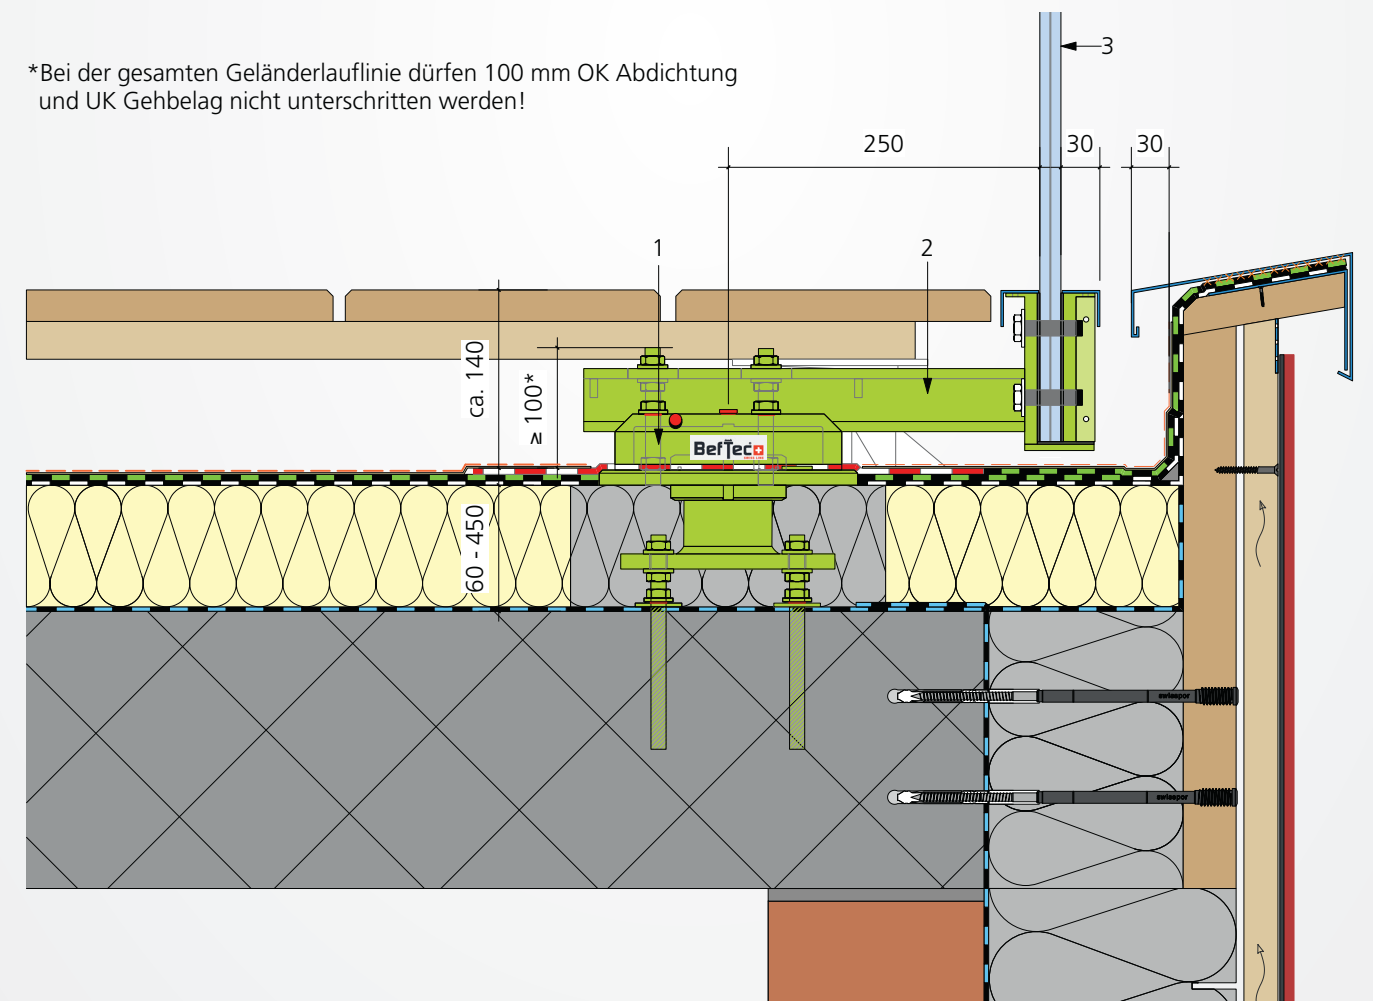 *Bei der gesamten Geländerlauflinie dürfen 100 mm OK Abdichtung
und UK Gehbelag nicht unterschritten werden!
3
250
30
30
1
2
ca. 140
≥ 100*
BefTec
60 - 450
swisspor
swisspor